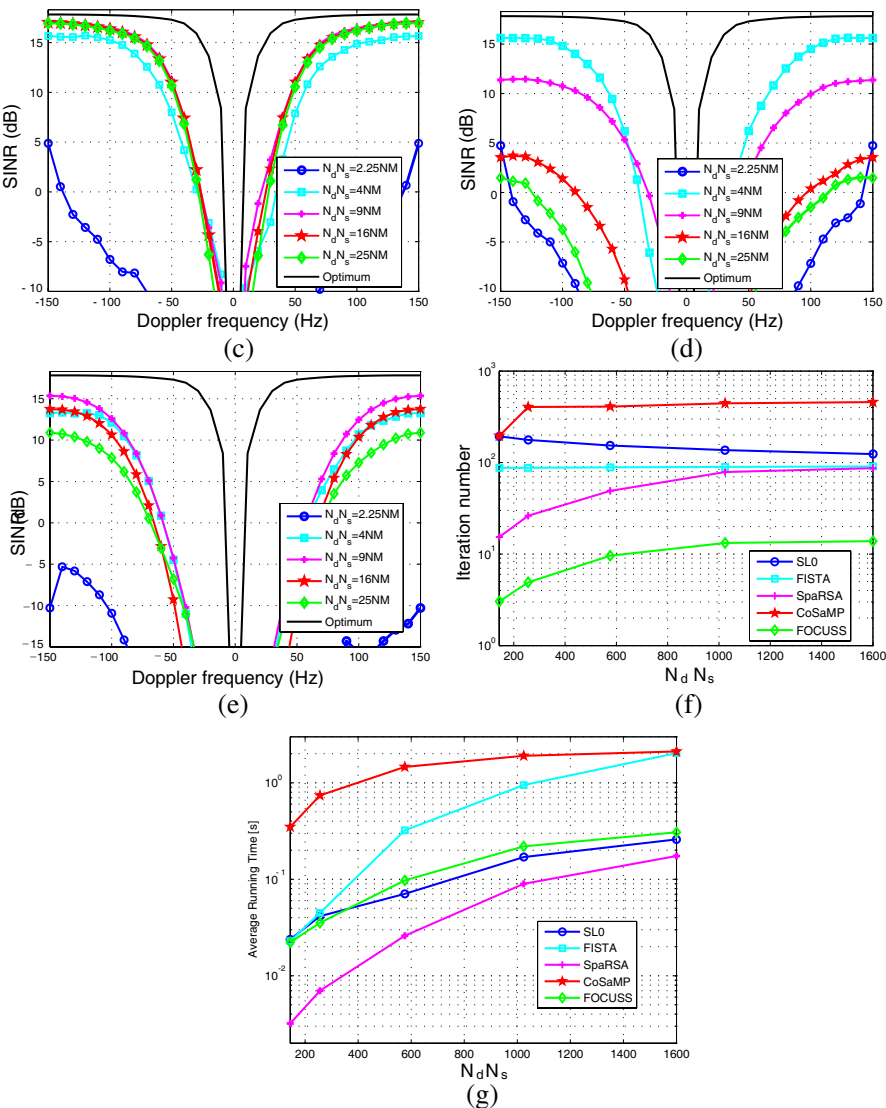 15
10
5
0
-5
-10
SINR (dB)
N_dN_s=2.25NM
N_dN_s=4NM
N_dN_s=9NM
N_dN_s=16NM
N_dN_s=25NM
Optimum
-150 -100 -50 0 50 100 150
Doppler frequency (Hz)
(c)
15
10
5
0
-5
-10
SINR (dB)
N_dN_s=2.25NM
N_dN_s=4NM
N_dN_s=9NM
N_dN_s=16NM
N_dN_s=25NM
Optimum
-150 -100 -50 0 50 100 150
Doppler frequency (Hz)
(d)
15
10
5
0
-5
-10
-15
N_dN_s=2.25NM
N_dN_s=4NM
N_dN_s=9NM
N_dN_s=16NM
N_dN_s=25NM
Optimum
-150 -100 -50 0 50 100 150
Doppler frequency (Hz)
(e)
10^3
10^2
10^1
10^0
Iteration number
SL0
FISTA
SpaRSA
CoSaMP
FOCUSS
200 400 600 800 1000 1200 1400 1600
N_d N_s
(f)
10^0
10^-1
10^-2
Average Running Time [s]
SL0
FISTA
SpaRSA
CoSaMP
FOCUSS
200 400 600 800 1000 1200 1400 1600
N_dN_s
(g)